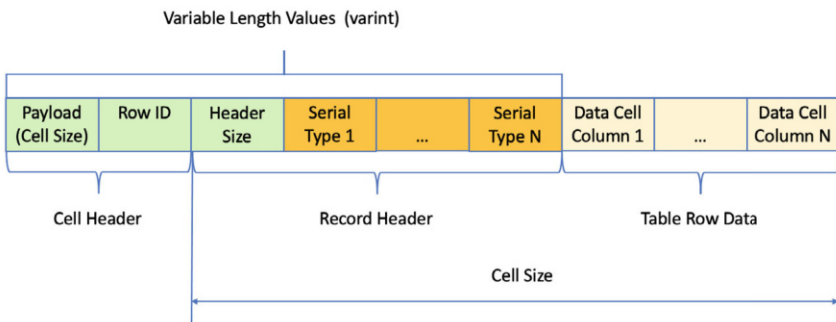 Variable Length Values (varint)
Payload
(Cell Size)
Row ID
Header
Size
Serial
Type 1
...
Serial
Type N
Data Cell
Column 1
...
Data Cell
Column N
Cell Header
Record Header
Table Row Data
Cell Size